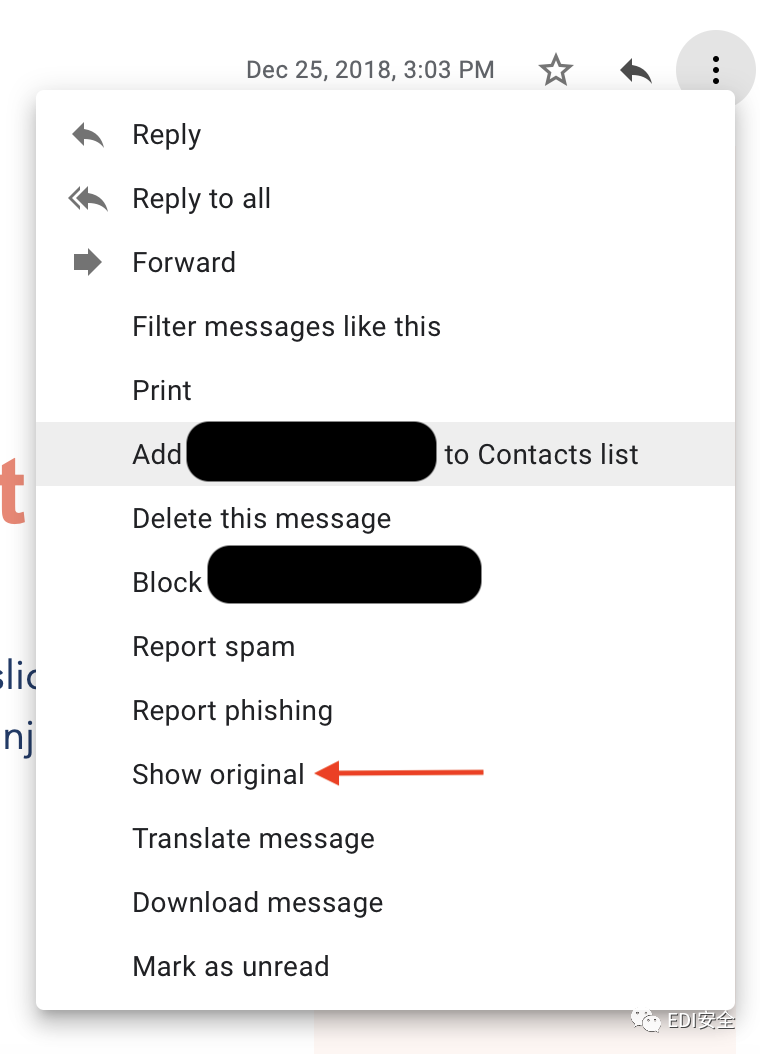 Dec 25, 2018, 3:03 PM
Reply
Reply to all
Forward
Filter messages like this
Print
t
Add to Contacts list
Delete this message
Block
Report spam
slic
Report phishing
nj
Show original
Translate message
Download message
Mark as unread
EDI安全